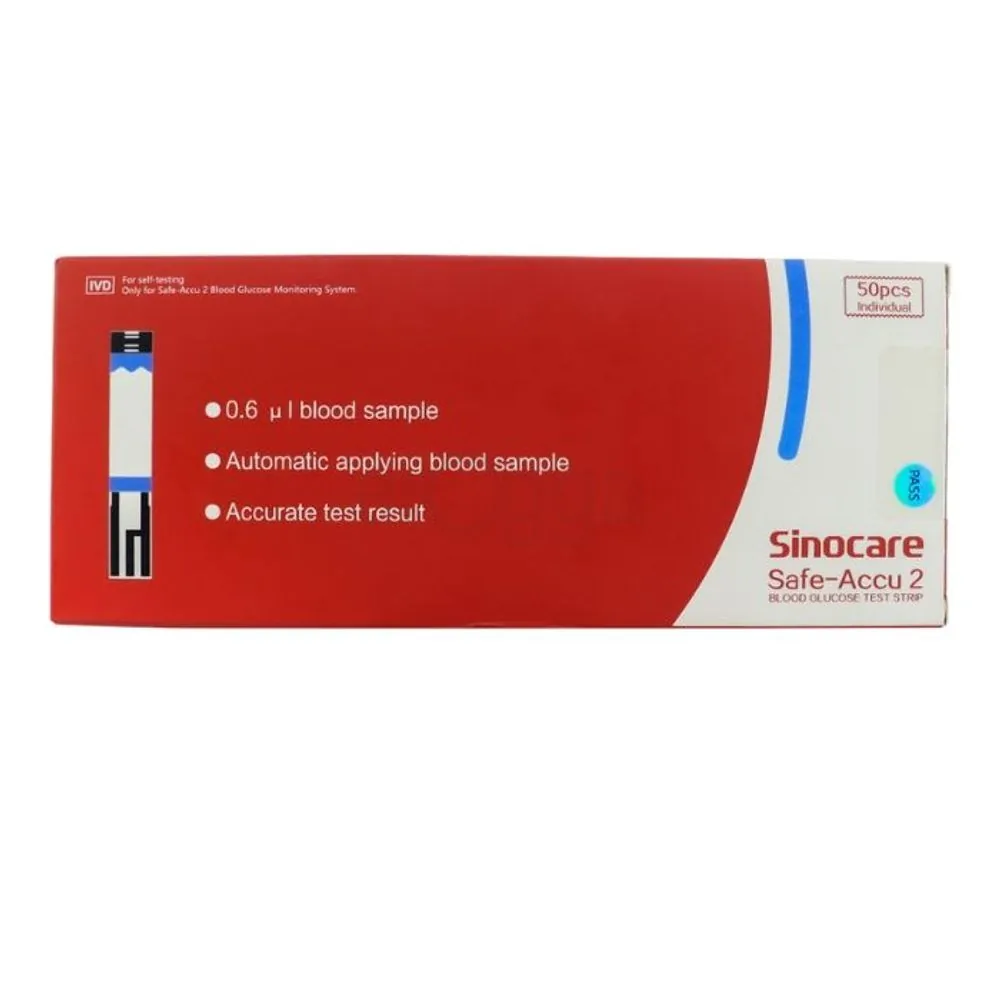 IVD
For self-testing
Only for Safe-Accu 2 Blood Glucose Monitoring System.
50pcs
Individual
●0.6 μl blood sample
●Automatic applying blood sample
●Accurate test result
PASS
Sinocare
Safe-Accu 2
BLOOD GLUCOSE TEST STRIP